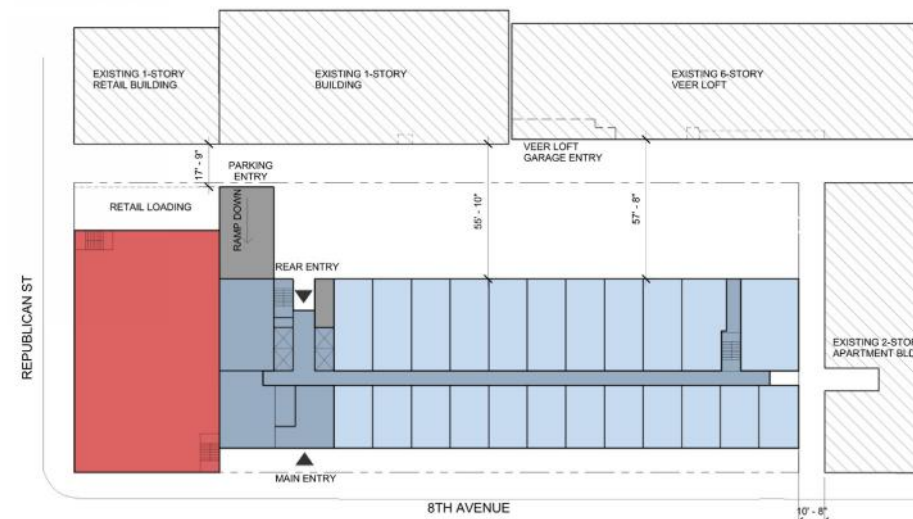 EXISTING 1-STORY
RETAIL BUILDING
EXISTING 1-STORY
BUILDING
EXISTING 6-STORY
VEER LOFT
VEER LOFT
GARAGE ENTRY
17' - 9"
PARKING
ENTRY
RETAIL LOADING
RAMP DOWN
55' - 10"
57' - 8"
REAR ENTRY
REPUBLICAN ST
EXISTING 2-STOR
APARTMENT BLD
MAIN ENTRY
8TH AVENUE
10' - 8"